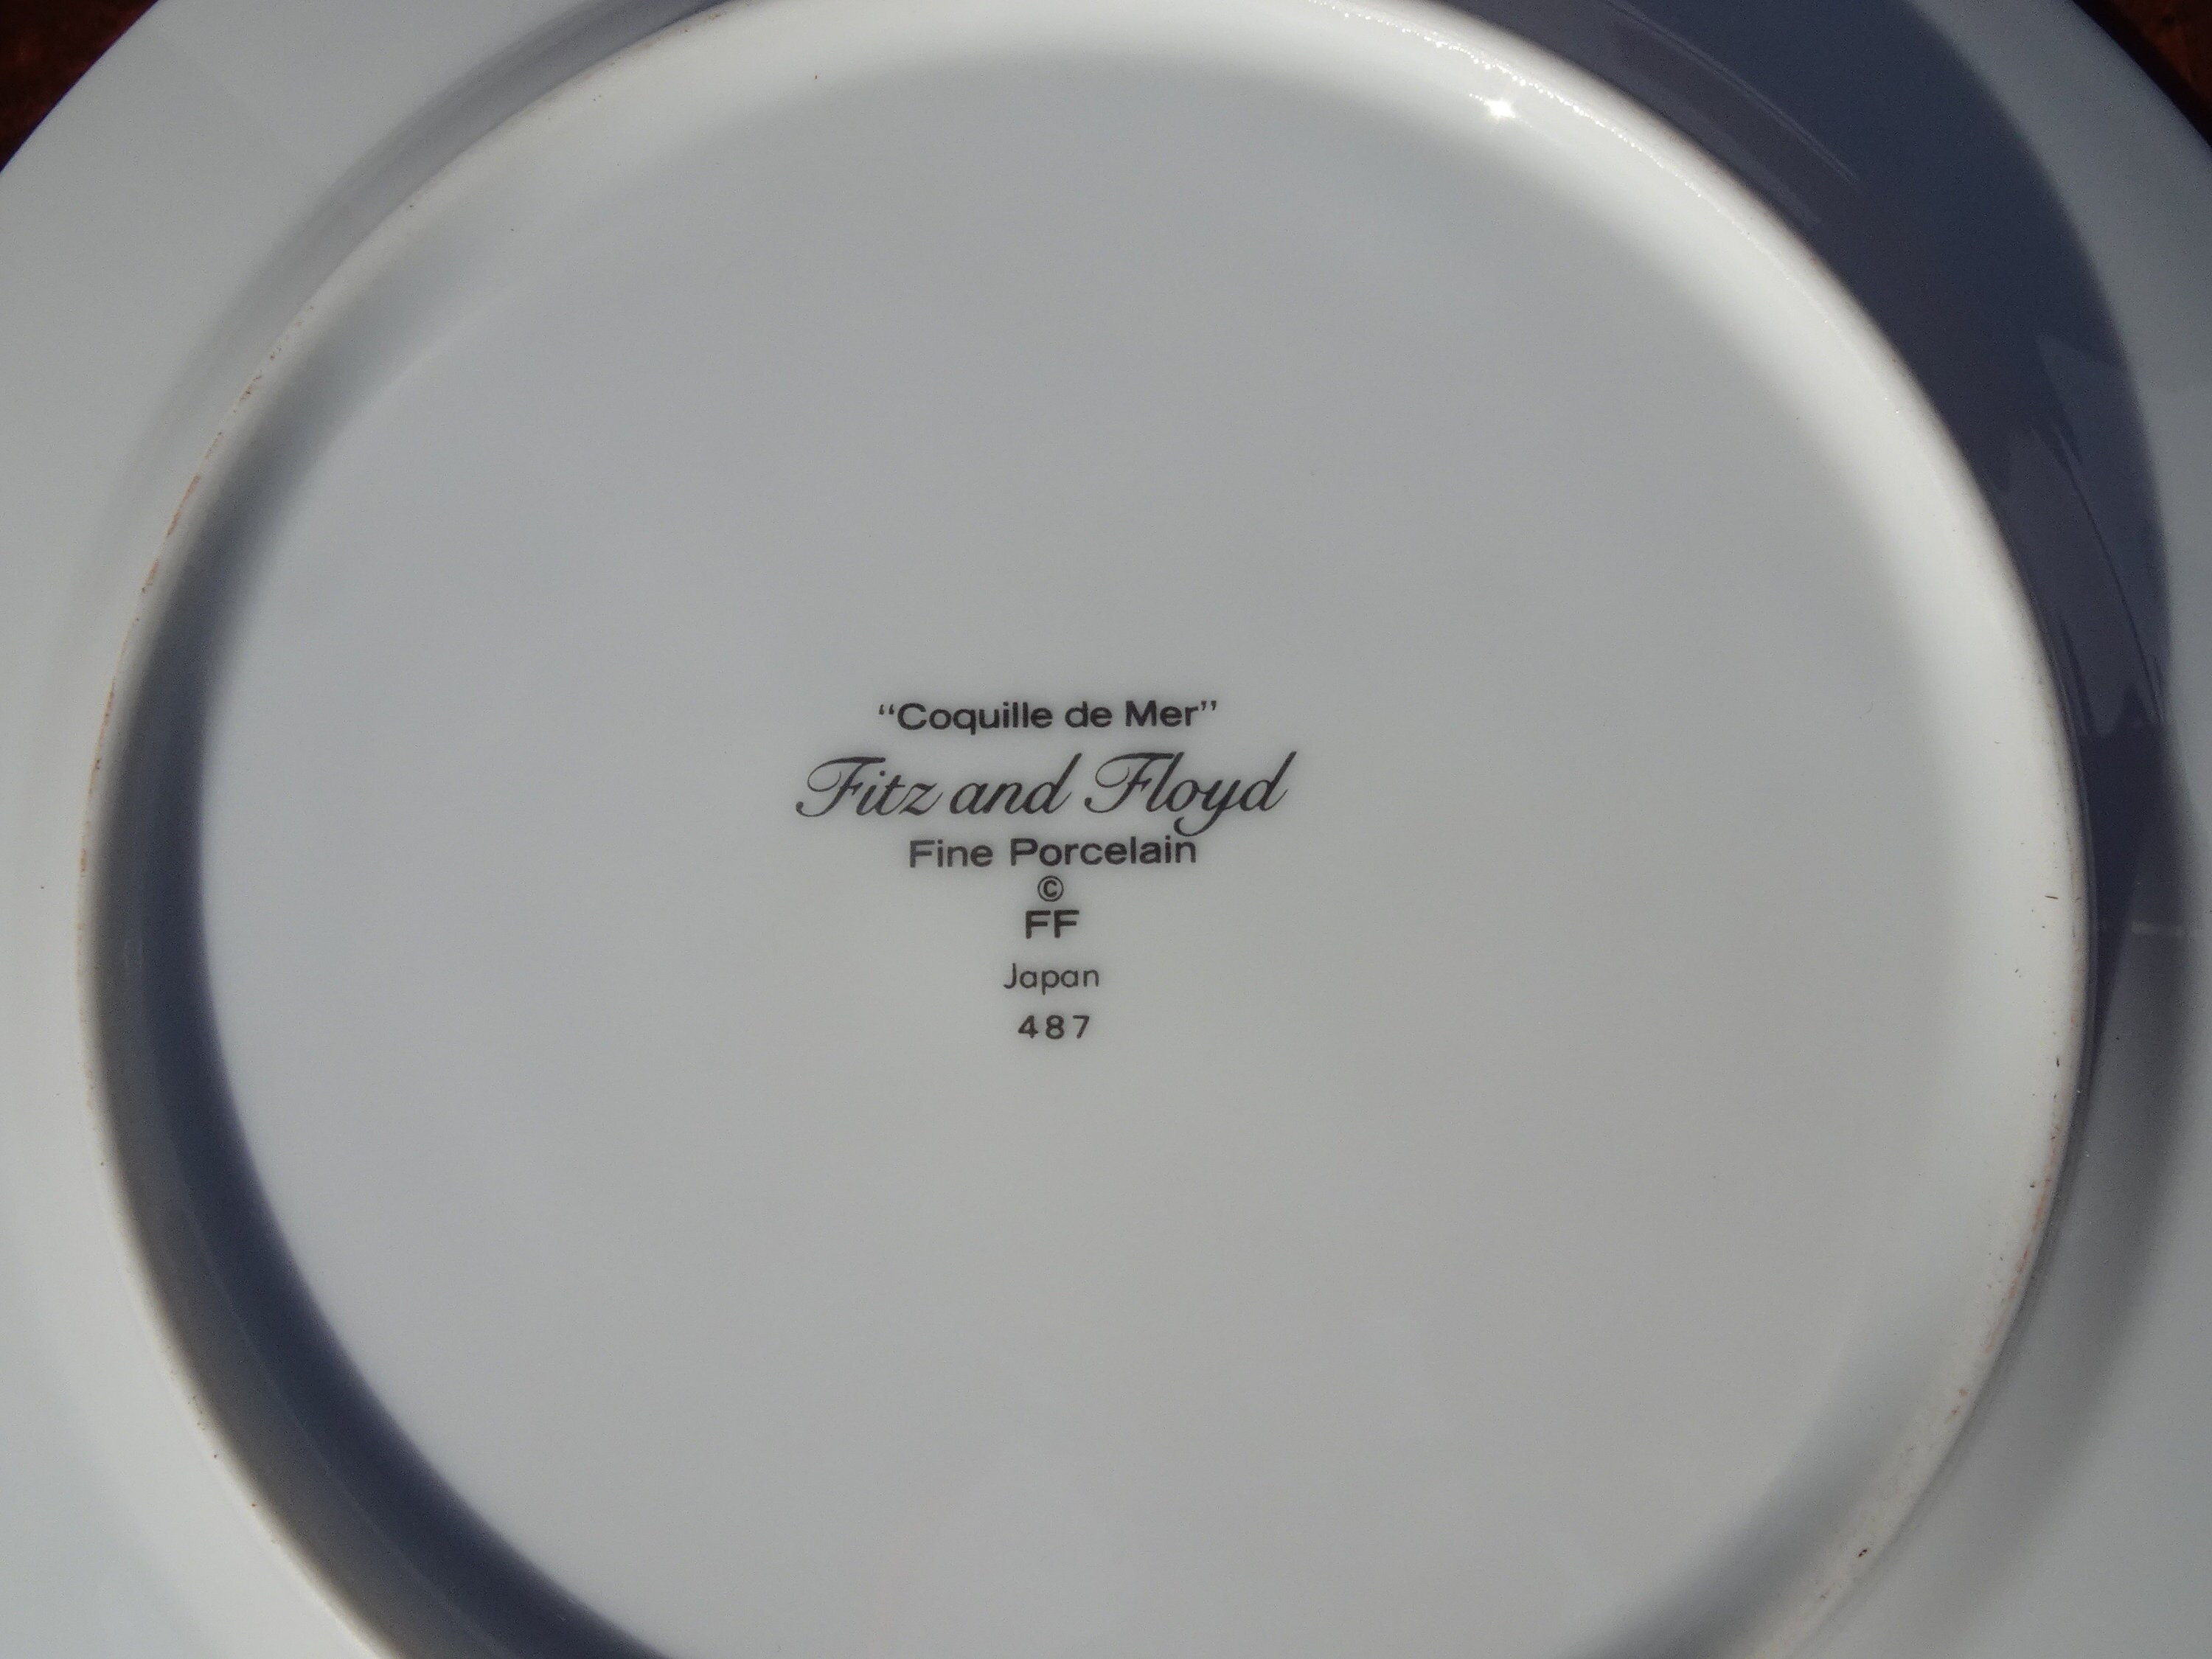 “Coquille de Mer”
Fitz and Floyd
Fine Porcelain
©
FF
Japan
487